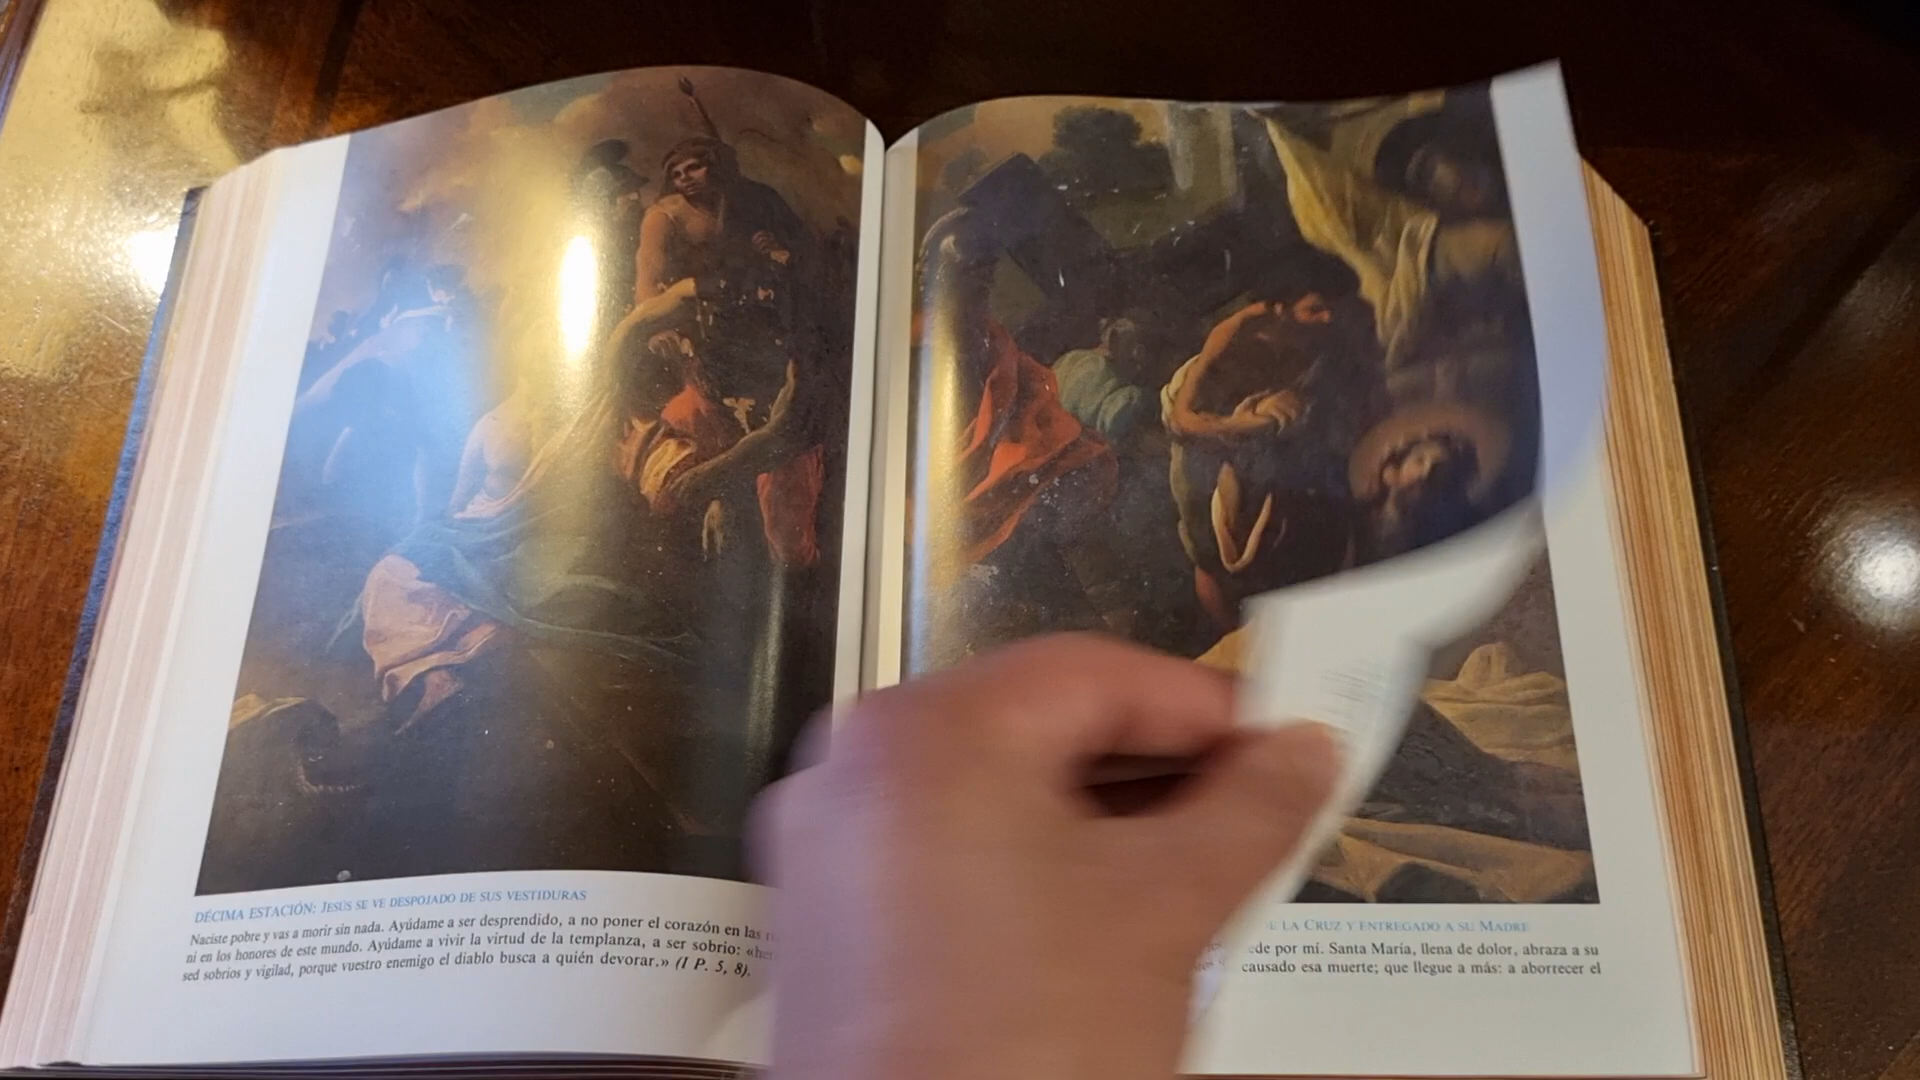 DÉCIMA ESTACIÓN: JESÚS SE VE DESPOJADO DE SUS VESTIDURAS
Naciste pobre y vas a morir sin nada. Ayúdame a ser desprendido, a no poner el corazón en las
ni en los honores de este mundo. Ayúdame a vivir la virtud de la templanza, a ser sobrio:
sed sobrios y vigilad, porque vuestro enemigo el diablo busca a quién devorar.» (I P. 5, 8).
DE LA CRUZ Y ENTREGADO A SU MADRE
por mí. Santa María, llena de dolor, abraza a su
causado esa muerte; que llegue a más: a aborrecer el